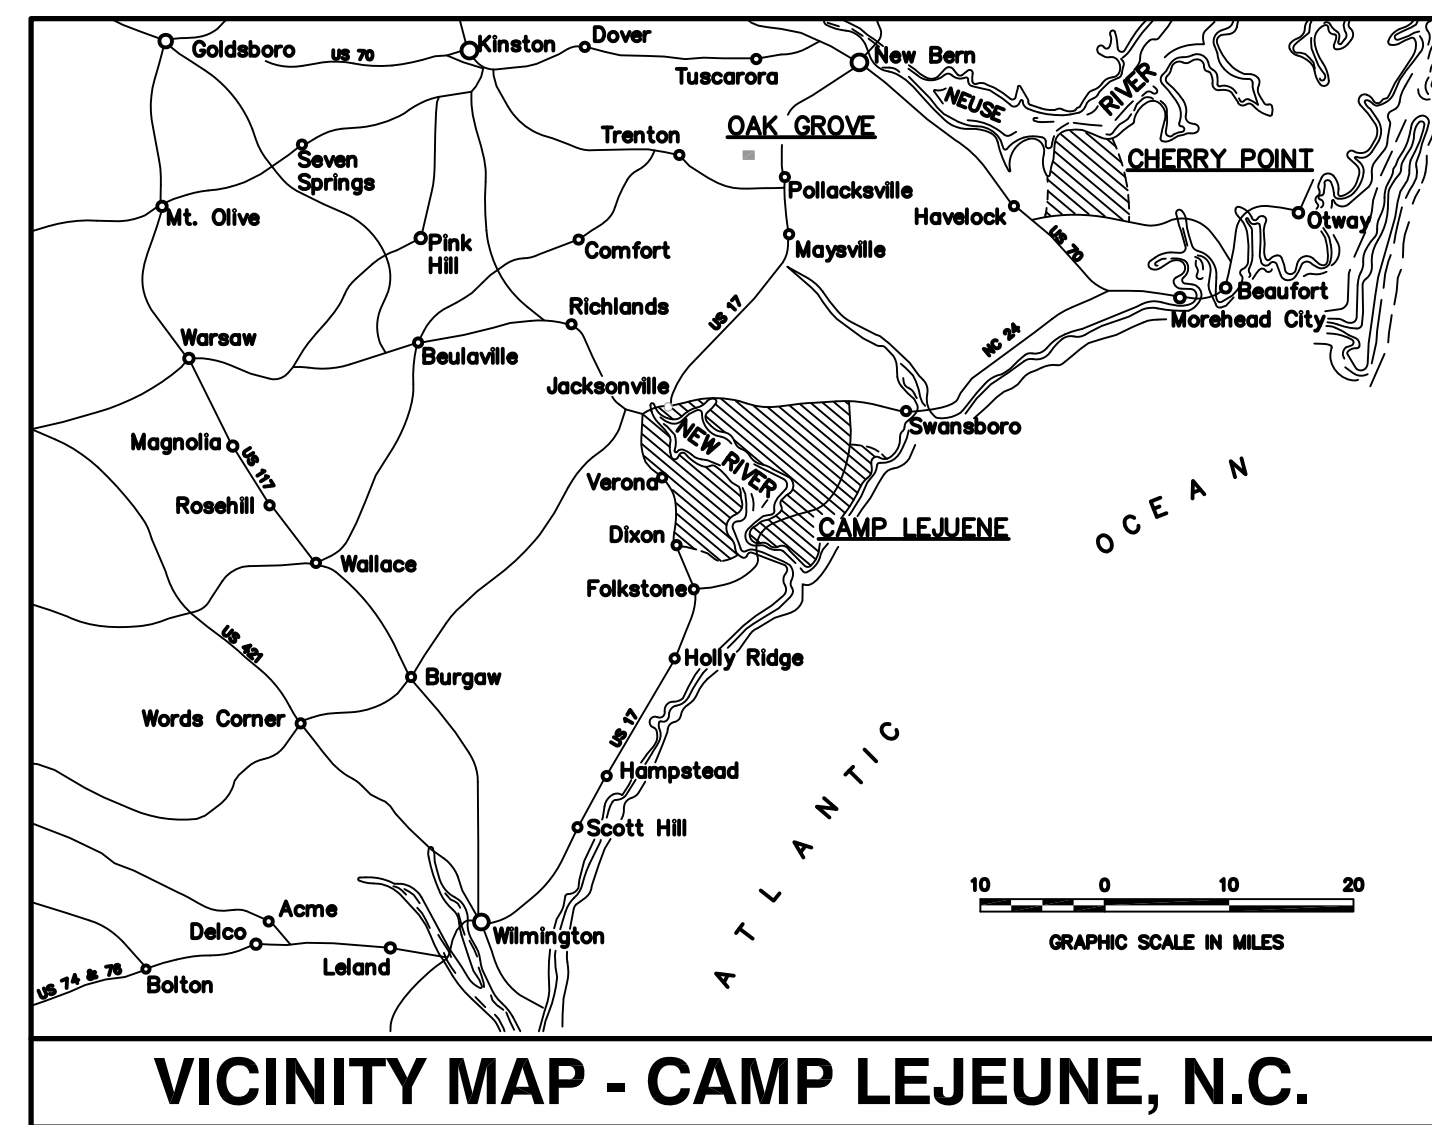 Goldsboro
US 70
Kinston
Dover
Tuscarora
New Bern
NEUSE
RIVER
OAK GROVE
Trenton
Seven
Springs
CHERRY POINT
Pollacksville
Havelock
Otway
Mt. Olive
Pink
Hill
Comfort
Maysville
US 70
Beaufort
Morehead City
Richlands
US 17
NC 24
Warsaw
Beulaville
Jacksonville
Swansboro
Magnolia
US 117
NEW RIVER
Verona
Rosehill
Dixon
CAMP LEJUENE
OCEAN
Wallace
Folkstone
US 421
Burgaw
Holly Ridge
Words Corner
US 17
Hampstead
Scott Hill
ATLANTIC
10 0 10 20
GRAPHIC SCALE IN MILES
Acme
Delco
Wilmington
Leland
US 74 & 76
Bolton
VICINITY MAP - CAMP LEJEUNE, N.C.